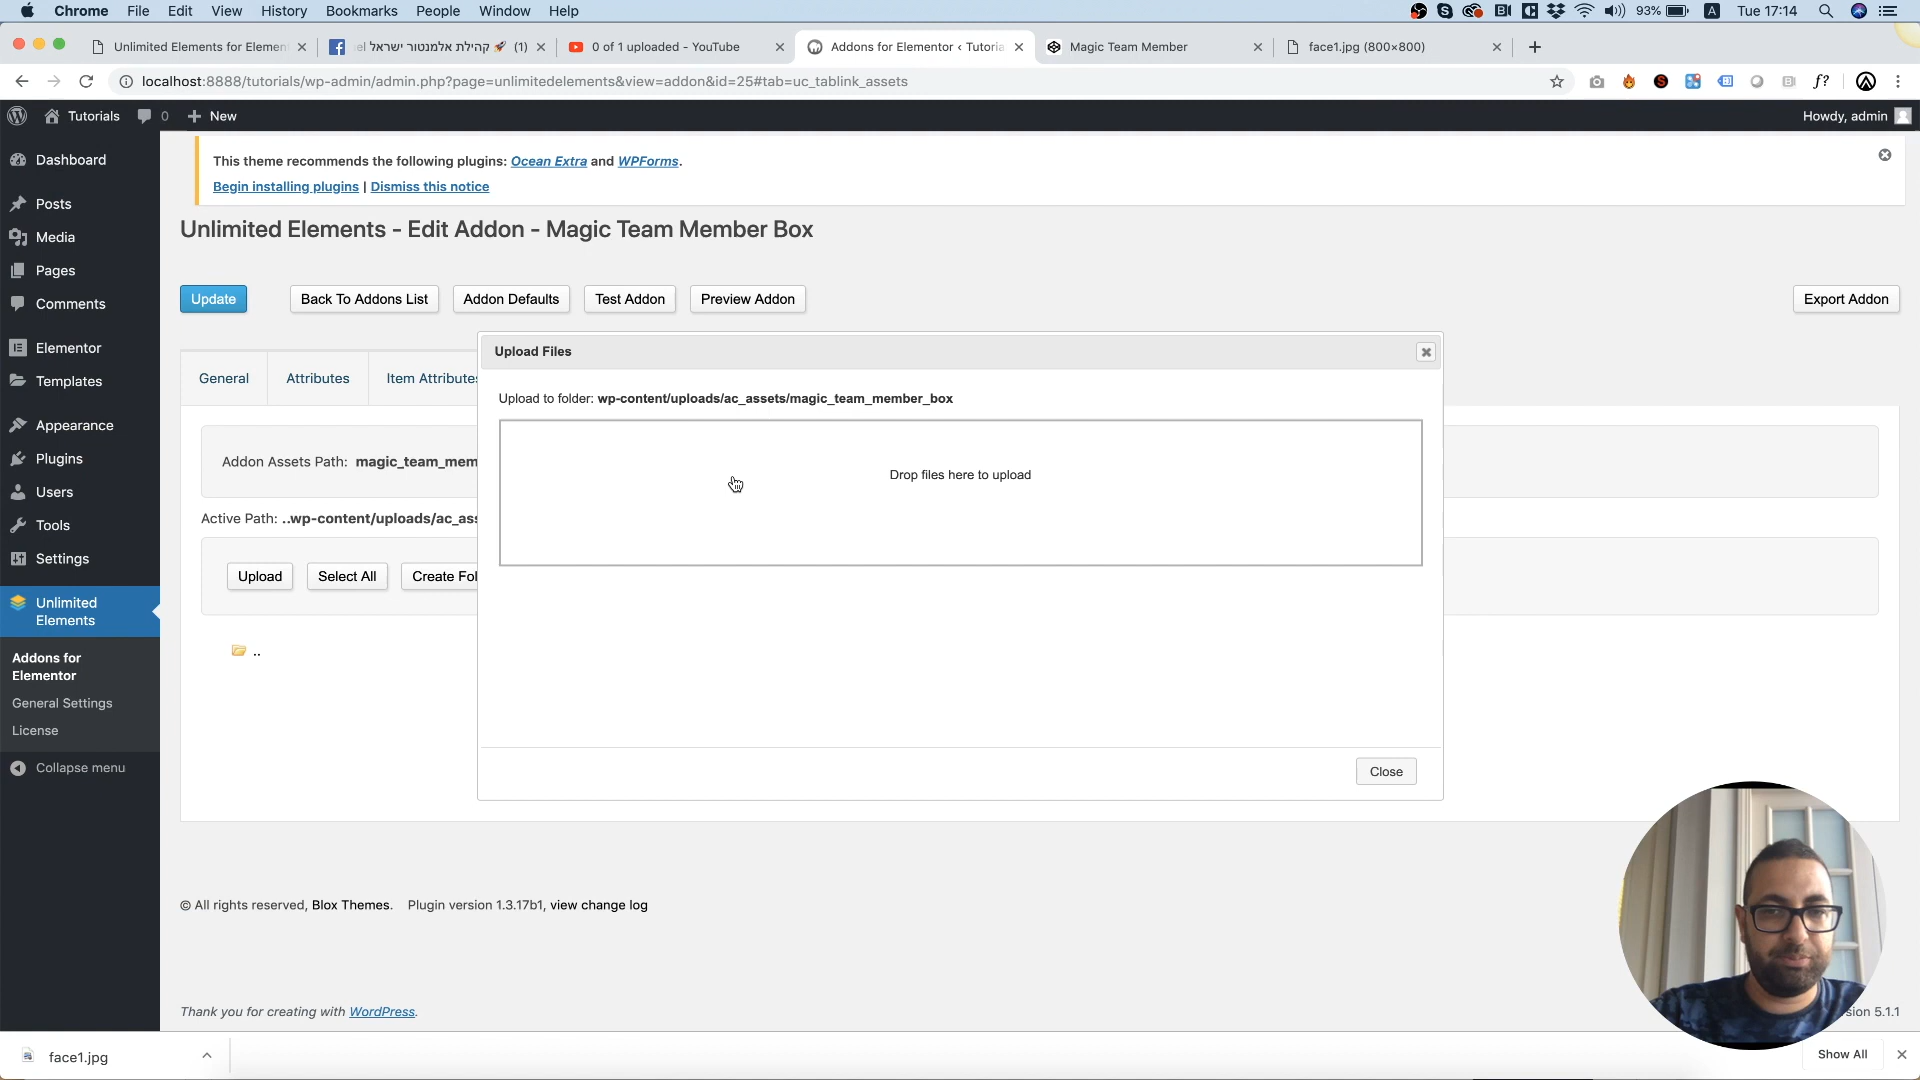 Chrome File Edit View History Bookmarks People Window Help 93% A Tue 17:14
Unlimited Elements for Elemen
(1) 🚀 קהילת אלמנטור ישראל el
0 of 1 uploaded - YouTube
Addons for Elementor ‹ Tutoria
Magic Team Member
face1.jpg (800×800)
localhost:8888/tutorials/wp-admin/admin.php?page=unlimitedelements&view=addon&id=25#tab=uc_tablink_assets
f?
Tutorials 0 New Howdy, admin
Dashboard
Posts
Media
Pages
Comments
Elementor
Templates
Appearance
Plugins
Users
Tools
Settings
Unlimited
Elements
Addons for
Elementor
General Settings
License
Collapse menu
This theme recommends the following plugins: Ocean Extra and WPForms.
Begin installing plugins | Dismiss this notice
Unlimited Elements - Edit Addon - Magic Team Member Box
Update Back To Addons List Addon Defaults Test Addon Preview Addon Export Addon
General Attributes Item Attributes
Addon Assets Path: magic_team_mem
Active Path: ..wp-content/uploads/ac_ass
Upload Select All Create Fol
..
Upload Files
Upload to folder: wp-content/uploads/ac_assets/magic_team_member_box
Drop files here to upload
Close
© All rights reserved, Blox Themes. Plugin version 1.3.17b1, view change log
Thank you for creating with WordPress.
sion 5.1.1
face1.jpg
Show All